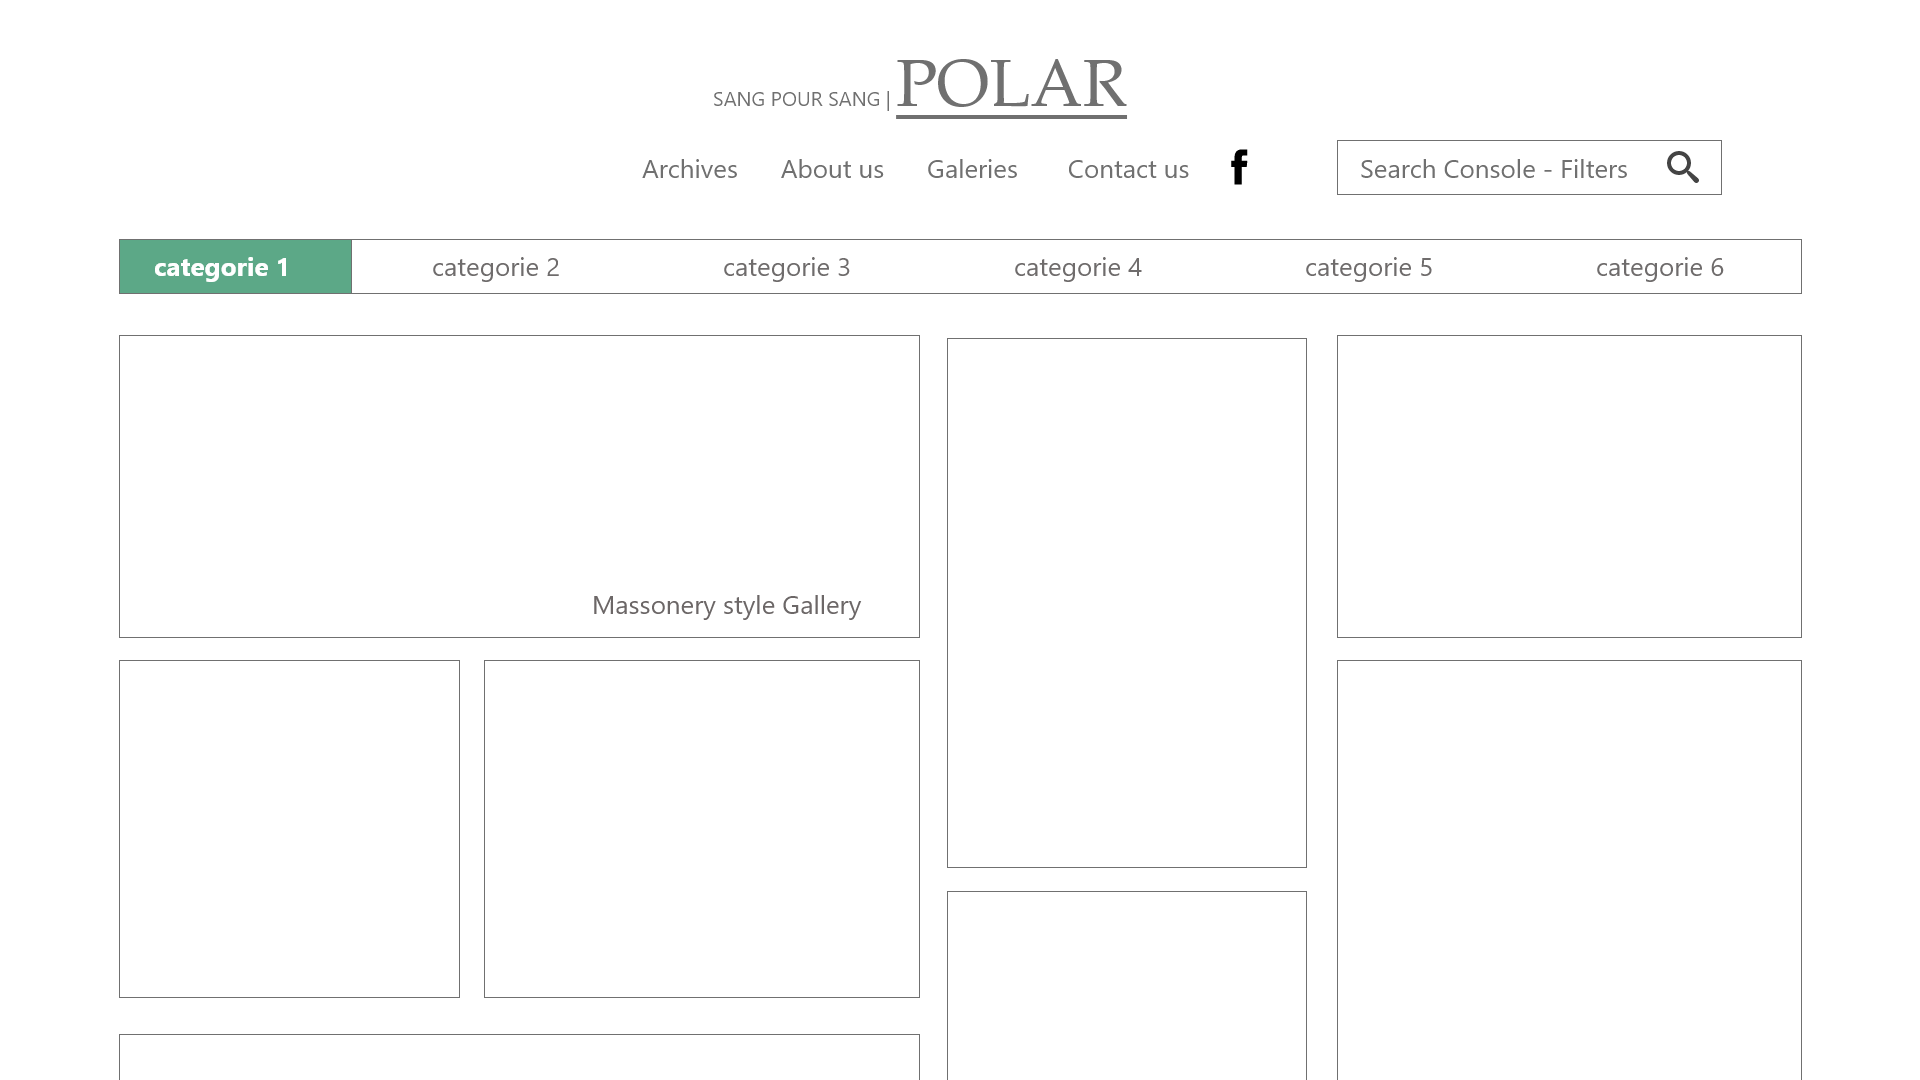 SANG POUR SANG | POLAR
Archives About us Galeries Contact us f Search Console - Filters
categorie 1 categorie 2 categorie 3 categorie 4 categorie 5 categorie 6
Massonery style Gallery